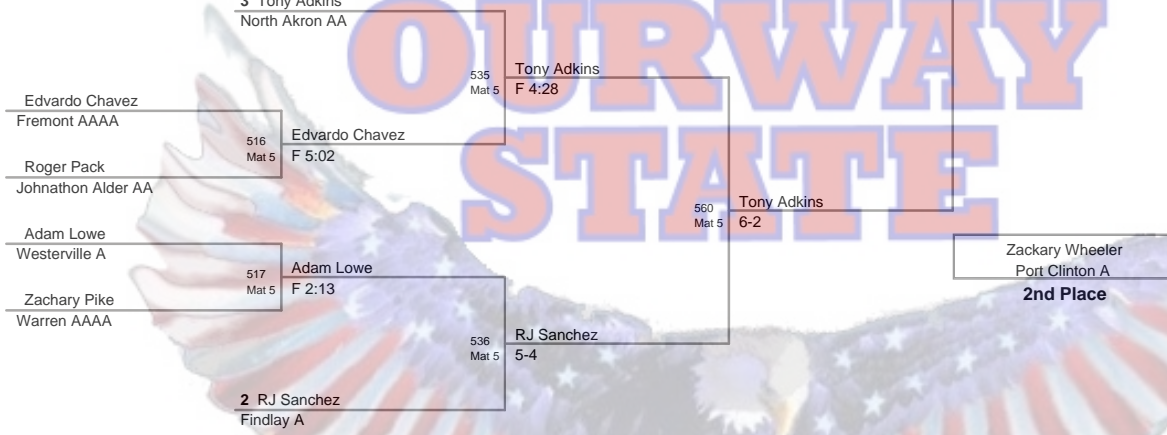 3 Tony Adkins
North Akron AA
OURWAY
STATE
535
Mat 5
Tony Adkins
F 4:28
Edvardo Chavez
Fremont AAAA
516
Mat 5
Edvardo Chavez
F 5:02
Roger Pack
Johnathon Alder AA
560
Mat 5
Tony Adkins
6-2
Adam Lowe
Westerville A
517
Mat 5
Adam Lowe
F 2:13
Zachary Pike
Warren AAAA
536
Mat 5
RJ Sanchez
5-4
2 RJ Sanchez
Findlay A
Zackary Wheeler
Port Clinton A
2nd Place